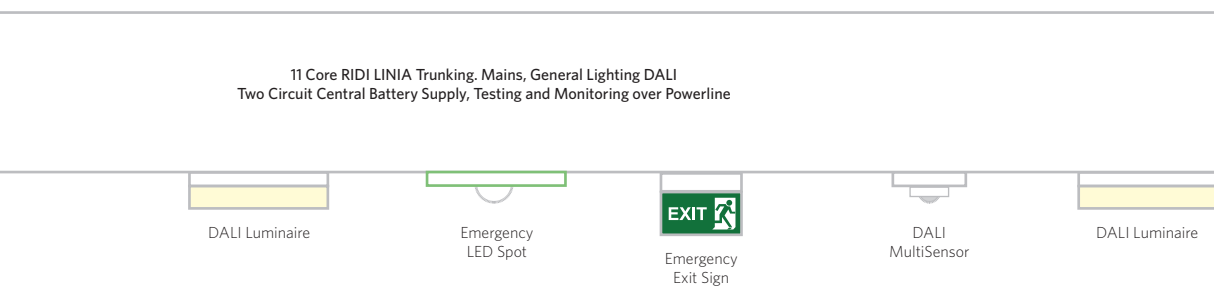 11 Core RIDI LINIA Trunking. Mains, General Lighting DALI
Two Circuit Central Battery Supply, Testing and Monitoring over Powerline
EXIT
DALI Luminaire
Emergency
LED Spot
Emergency
Exit Sign
DALI
MultiSensor
DALI Luminaire